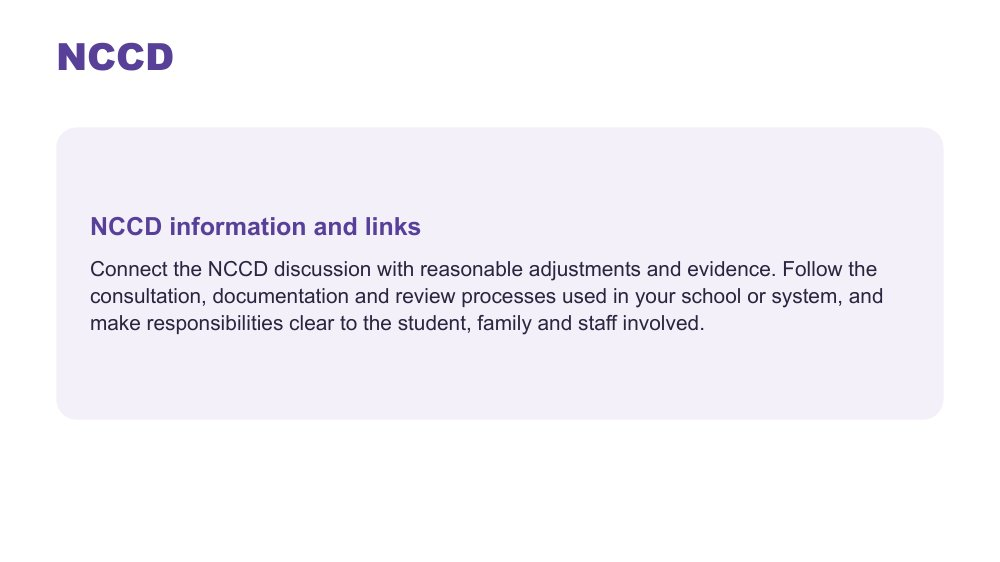 NCCD
NCCD information and links
Connect the NCCD discussion with reasonable adjustments and evidence. Follow the
consultation, documentation and review processes used in your school or system, and
make responsibilities clear to the student, family and staff involved.